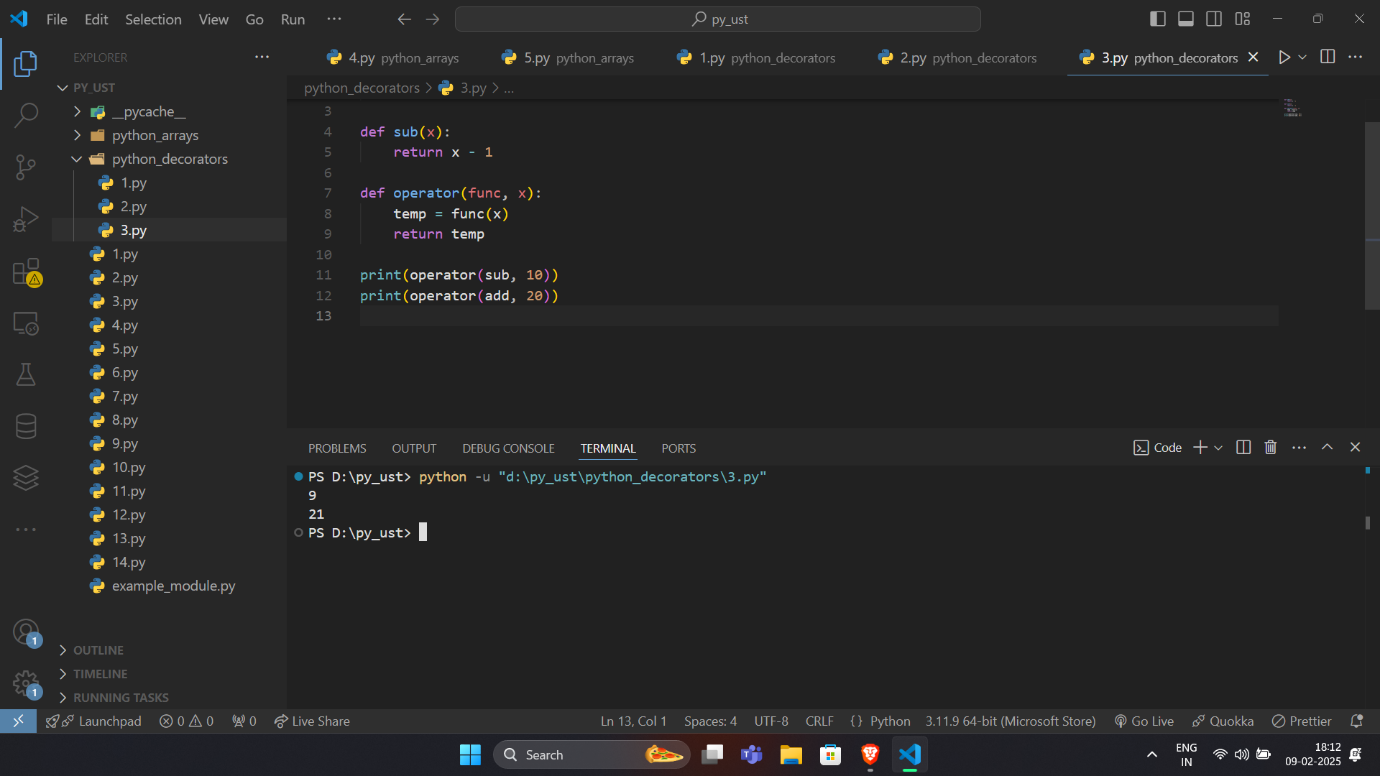 File Edit Selection View Go Run ··· py_ust
EXPLORER ···
4.py python_arrays 5.py python_arrays 1.py python_decorators 2.py python_decorators 3.py python_decorators
PY_UST
__pycache__
python_arrays
python_decorators
1.py
2.py
3.py
1.py
2.py
3.py
4.py
5.py
6.py
7.py
8.py
9.py
10.py
11.py
12.py
13.py
14.py
example_module.py
OUTLINE
TIMELINE
RUNNING TASKS
1
1
python_decorators > 3.py > ...
3
4 def sub(x):
5 return x - 1
6
7 def operator(func, x):
8 temp = func(x)
9 return temp
10
11 print(operator(sub, 10))
12 print(operator(add, 20))
13
PROBLEMS OUTPUT DEBUG CONSOLE TERMINAL PORTS Code
PS D:\py_ust> python -u "d:\py_ust\python_decorators\3.py"
9
21
PS D:\py_ust>
Launchpad 0 0 0 Live Share Ln 13, Col 1 Spaces: 4 UTF-8 CRLF {} Python 3.11.9 64-bit (Microsoft Store) Go Live Quokka Prettier
Search ENG 18:12
IN 09-02-2025